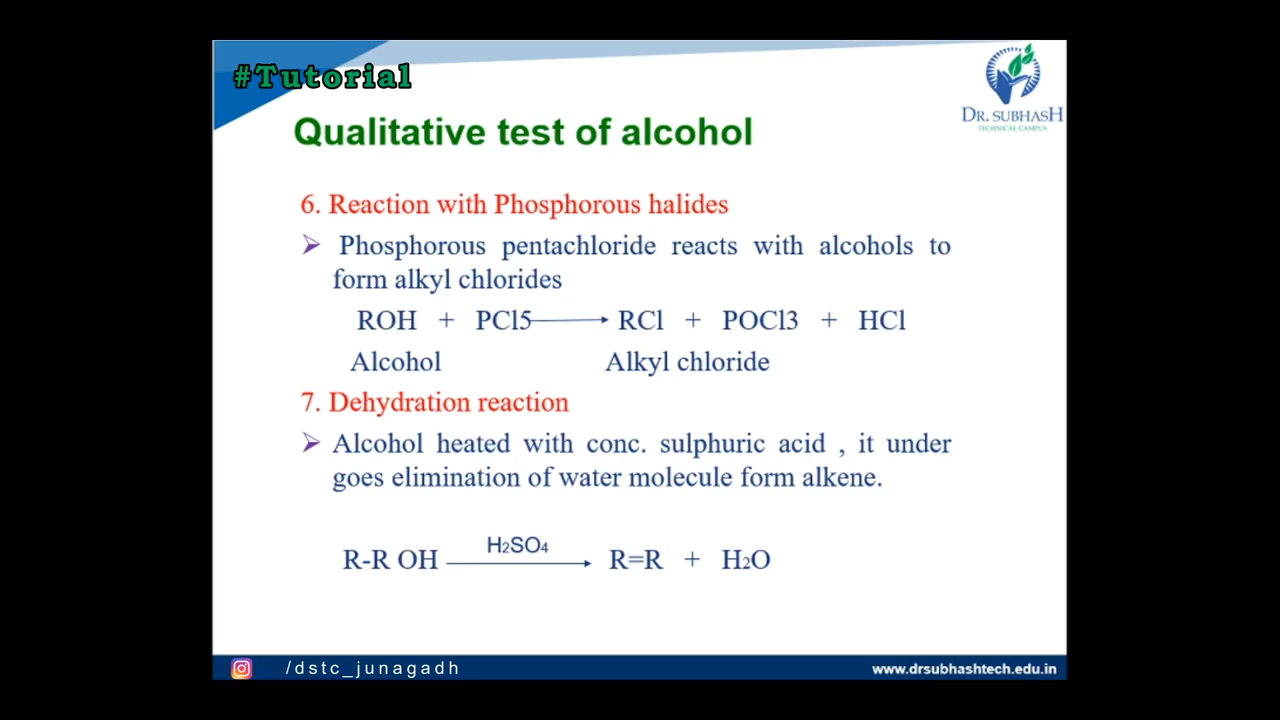 #Tutorial
DR. SUBHASH
TECHNICAL CAMPUS
Qualitative test of alcohol
6. Reaction with Phosphorous halides
➢ Phosphorous pentachloride reacts with alcohols to
form alkyl chlorides
ROH + PCl5 → RCl + POCl3 + HCl
Alcohol Alkyl chloride
7. Dehydration reaction
➢ Alcohol heated with conc. sulphuric acid , it under
goes elimination of water molecule form alkene.
H₂SO₄
R-R OH → R=R + H₂O
/dstc_junagadh
www.drsubhashtech.edu.in